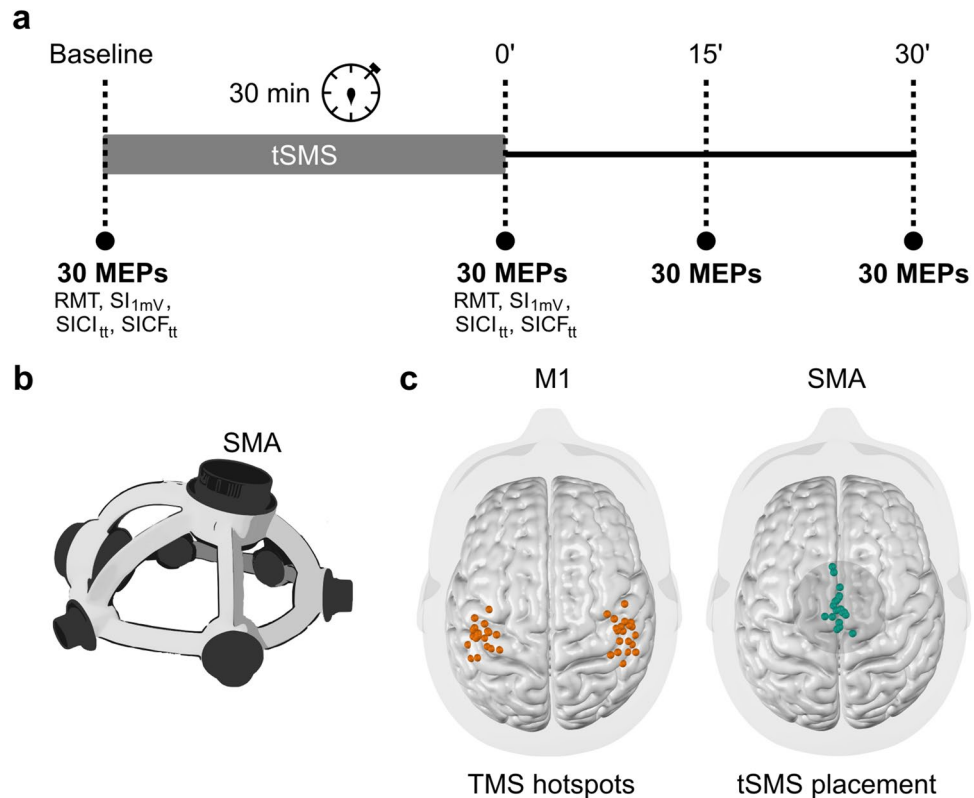 a
Baseline 0' 15' 30'
30 min
tSMS
30 MEPs 30 MEPs 30 MEPs 30 MEPs
RMT, SI1mV, RMT, SI1mV,
SICItt, SICFtt SICItt, SICFtt
b c
M1 SMA
SMA
TMS hotspots tSMS placement